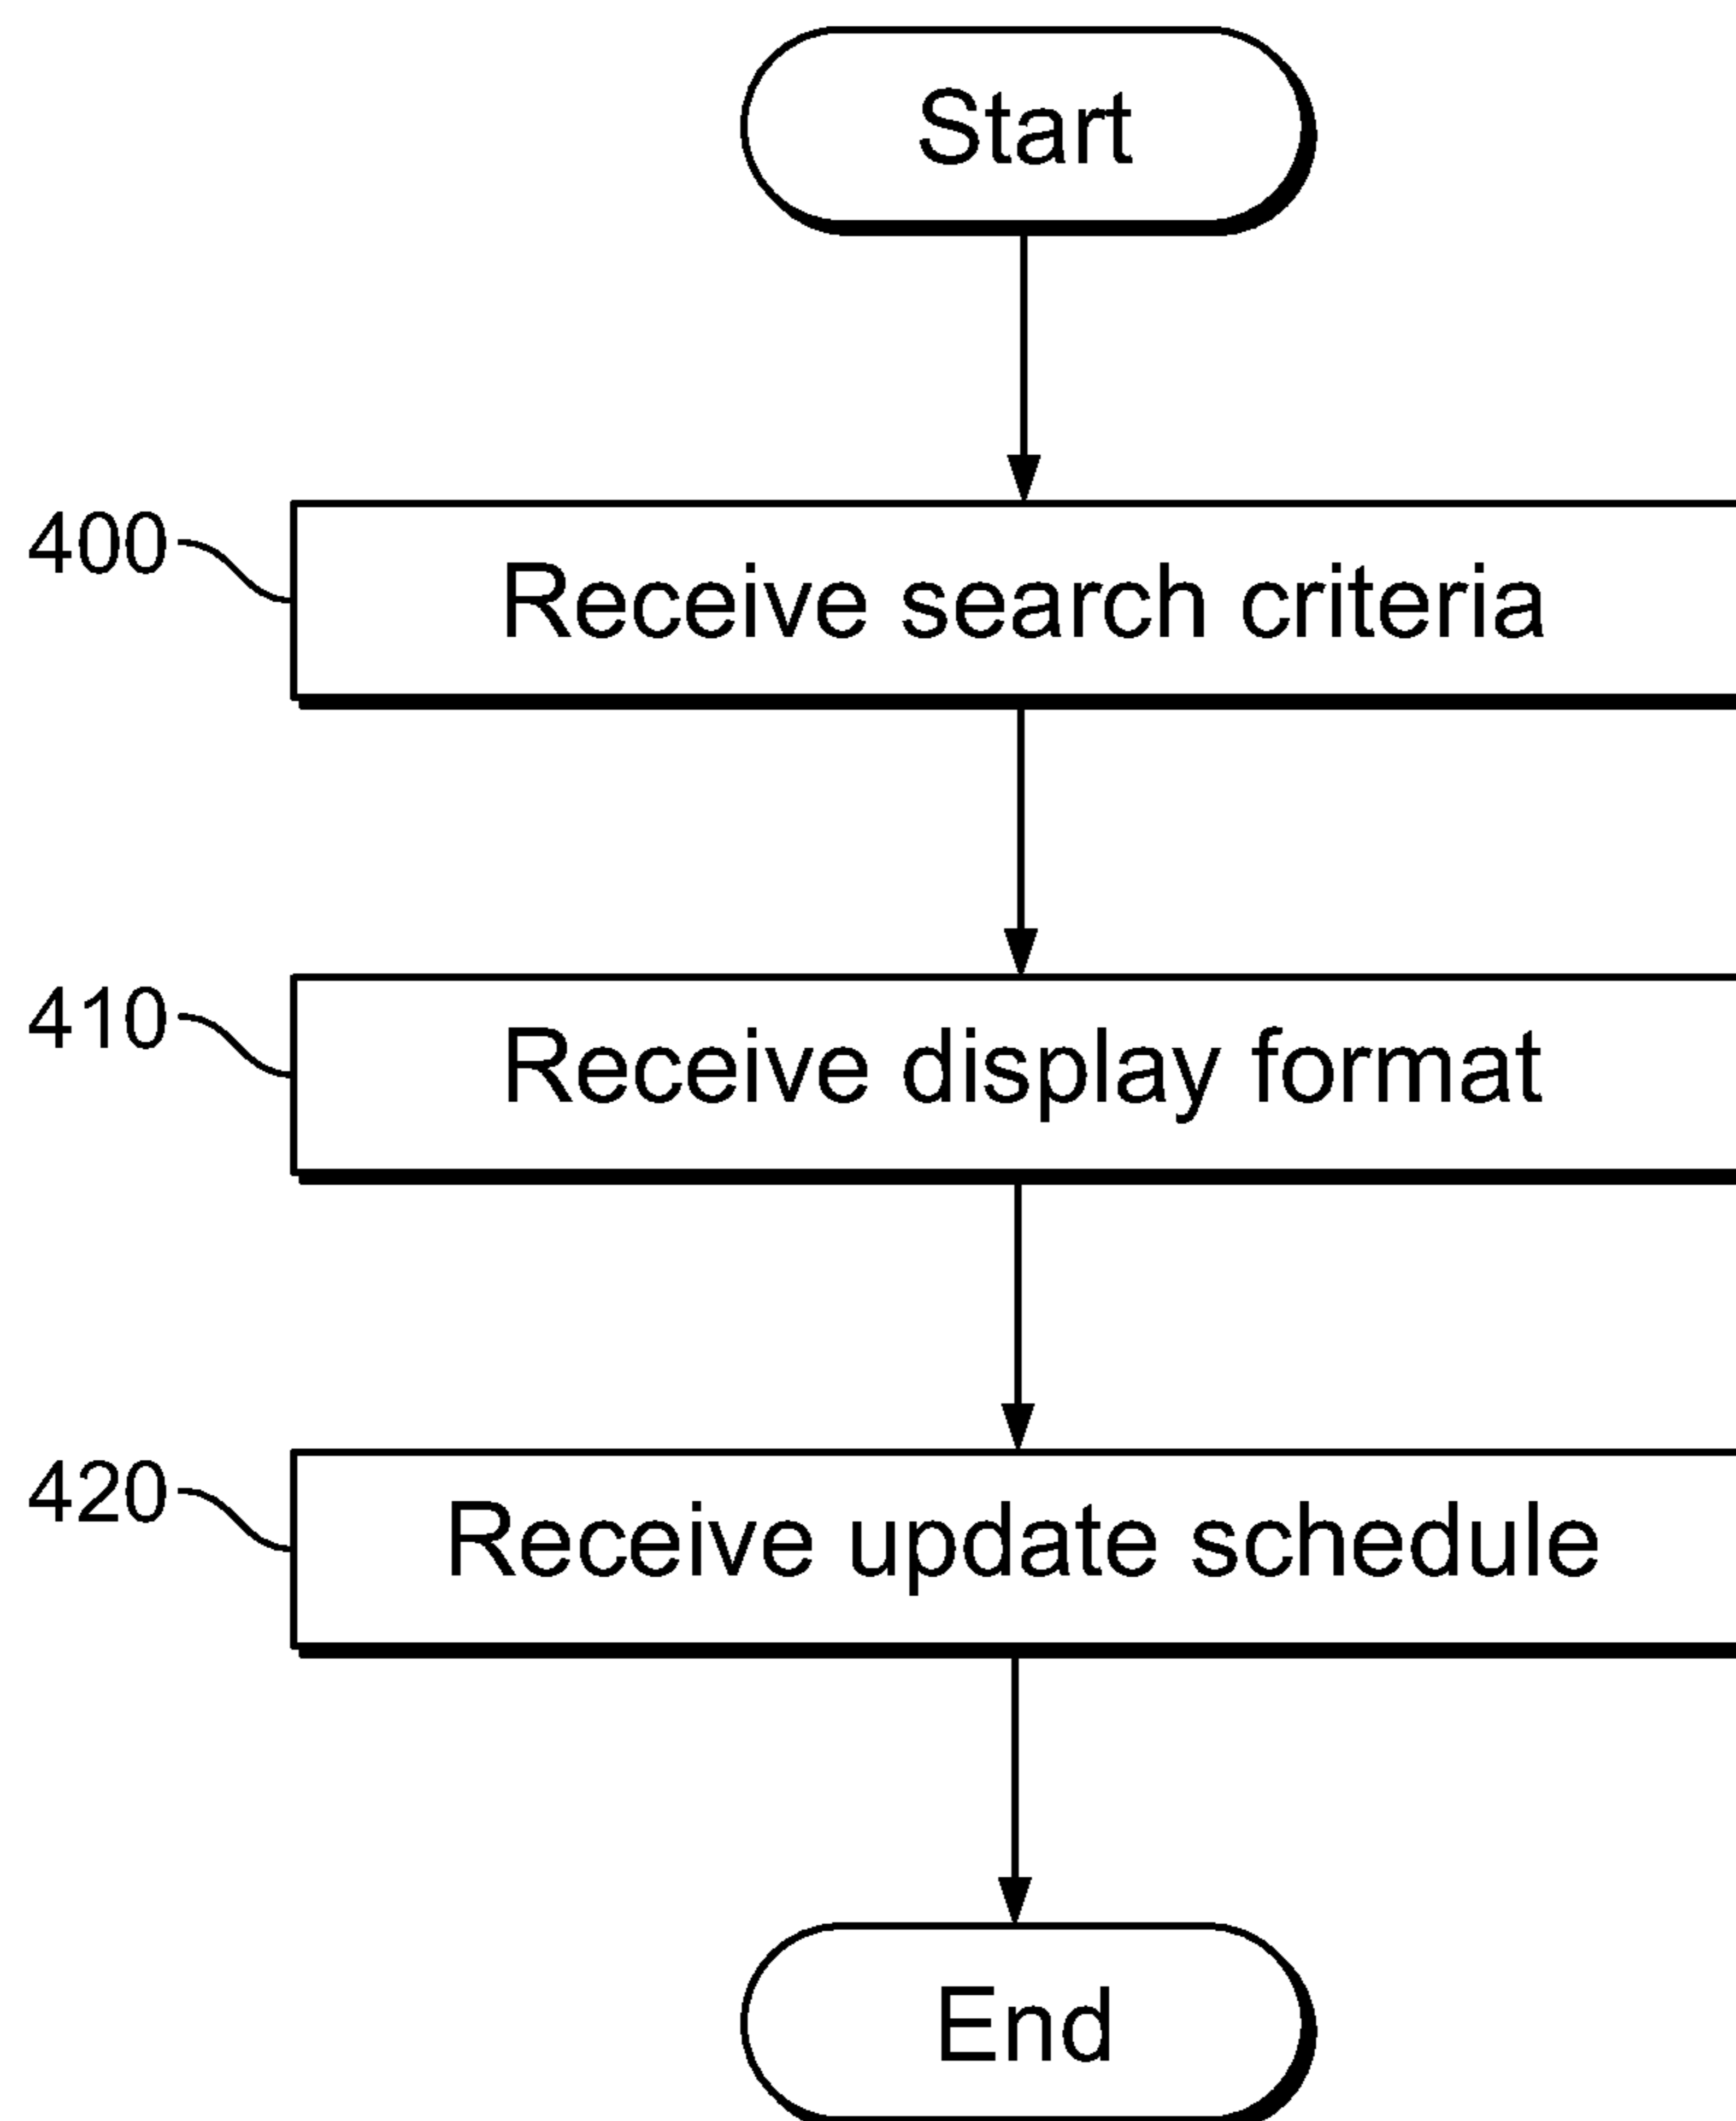 Start
400
Receive search criteria
410
Receive display format
420
Receive update schedule
End